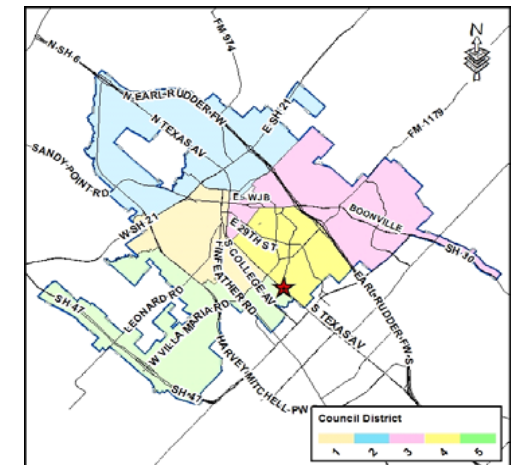 FM 974
N
N-SH-6
N-EARL-RUDDER-FW
E SH 21
FM-1179
N TEXAS AV
SANDY-POINT-RD
E WJB
BOONVILLE
W-SH 21
E 29TH ST
SH-30
S COLLEGE AV
FINFEATHER RD
EARL-RUDDER-FW-S
LEONARD RD
SH 47
W VILLA MARIA RD
S TEXAS AV
HARVEY-MITCHELL-PW
SH-47
Council District
1 2 3 4 5